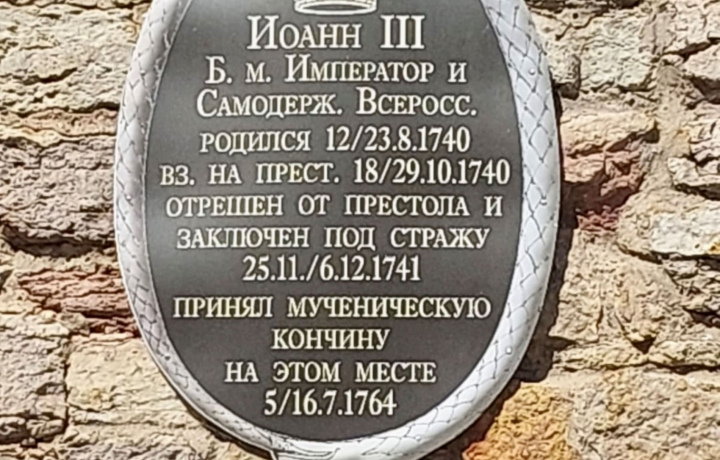 Иоанн III
Б. м. Император и
Самодерж. Всеросс.
родился 12/23.8.1740
вз. на прест. 18/29.10.1740
отрешен от престола и
заключен под стражу
25.11./6.12.1741
принял мученическую
кончину
на этом месте
5/16.7.1764